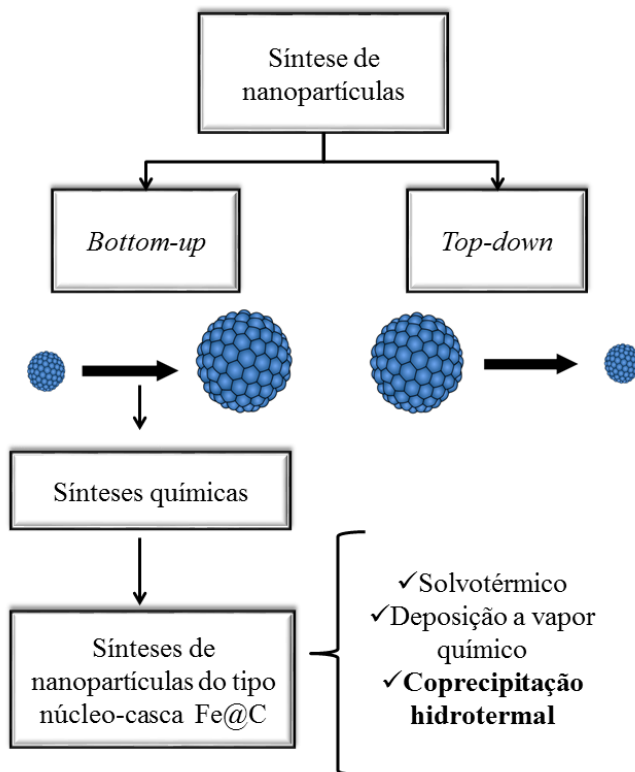 Síntese de
nanopartículas
Bottom-up
Top-down
Sínteses químicas
Sínteses de
nanopartículas do tipo
núcleo-casca Fe@C
✓Solvotérmico
✓Deposição a vapor
químico
✓Coprecipitação
hidrotermal